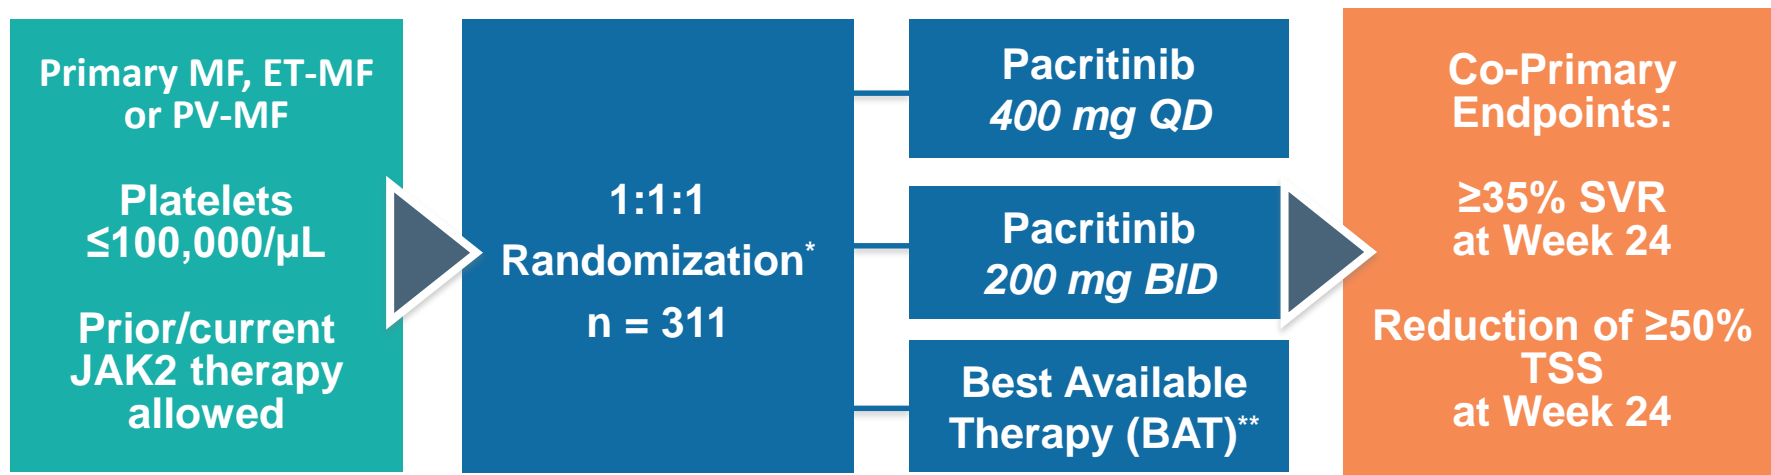 Primary MF, ET-MF
or PV-MF
Platelets
≤100,000/µL
Prior/current
JAK2 therapy
allowed
1:1:1
Randomization*
n = 311
Pacritinib
400 mg QD
Pacritinib
200 mg BID
Best Available
Therapy (BAT)**
Co-Primary
Endpoints:
≥35% SVR
at Week 24
Reduction of ≥50%
TSS
at Week 24